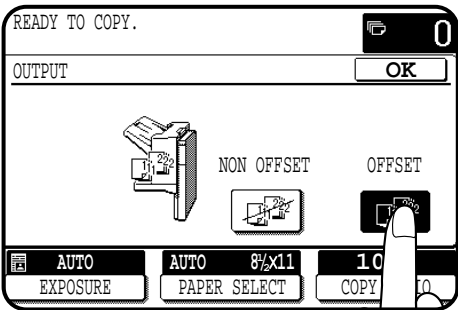 READY TO COPY.
0
OUTPUT
OK
NON OFFSET
OFFSET
AUTO
AUTO 8½x11
10
EXPOSURE
PAPER SELECT
COPY